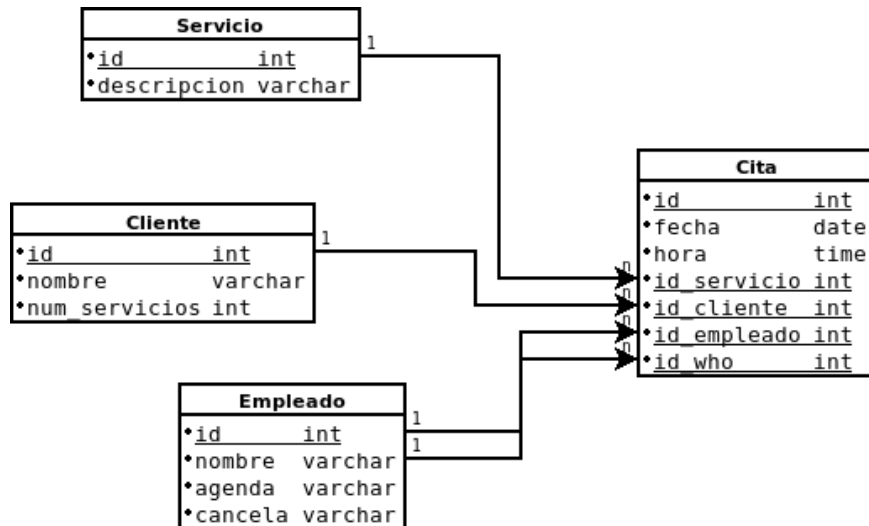 Servicio
1
•id int
•descripcion varchar
Cita
•id int
•fecha date
•hora time
n
•id_servicio int
n
•id_cliente int
n
•id_empleado int
n
•id_who int
Cliente
1
•id int
•nombre varchar
•num_servicios int
Empleado
1
•id int
1
•nombre varchar
•agenda varchar
•cancela varchar